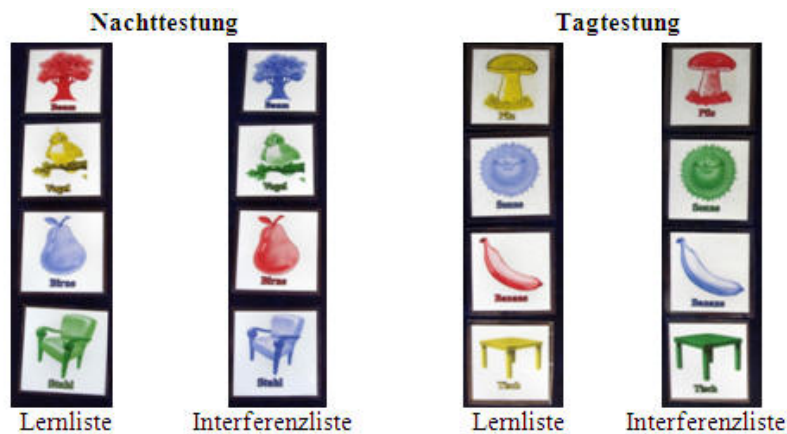 Nachttestung
Tagtestung
Baum
Baum
Vogel
Vogel
Birne
Birne
Stuhl
Stuhl
Pilz
Pilz
Sonne
Sonne
Banane
Banane
Tisch
Tisch
Lernliste
Interferenzliste
Lernliste
Interferenzliste